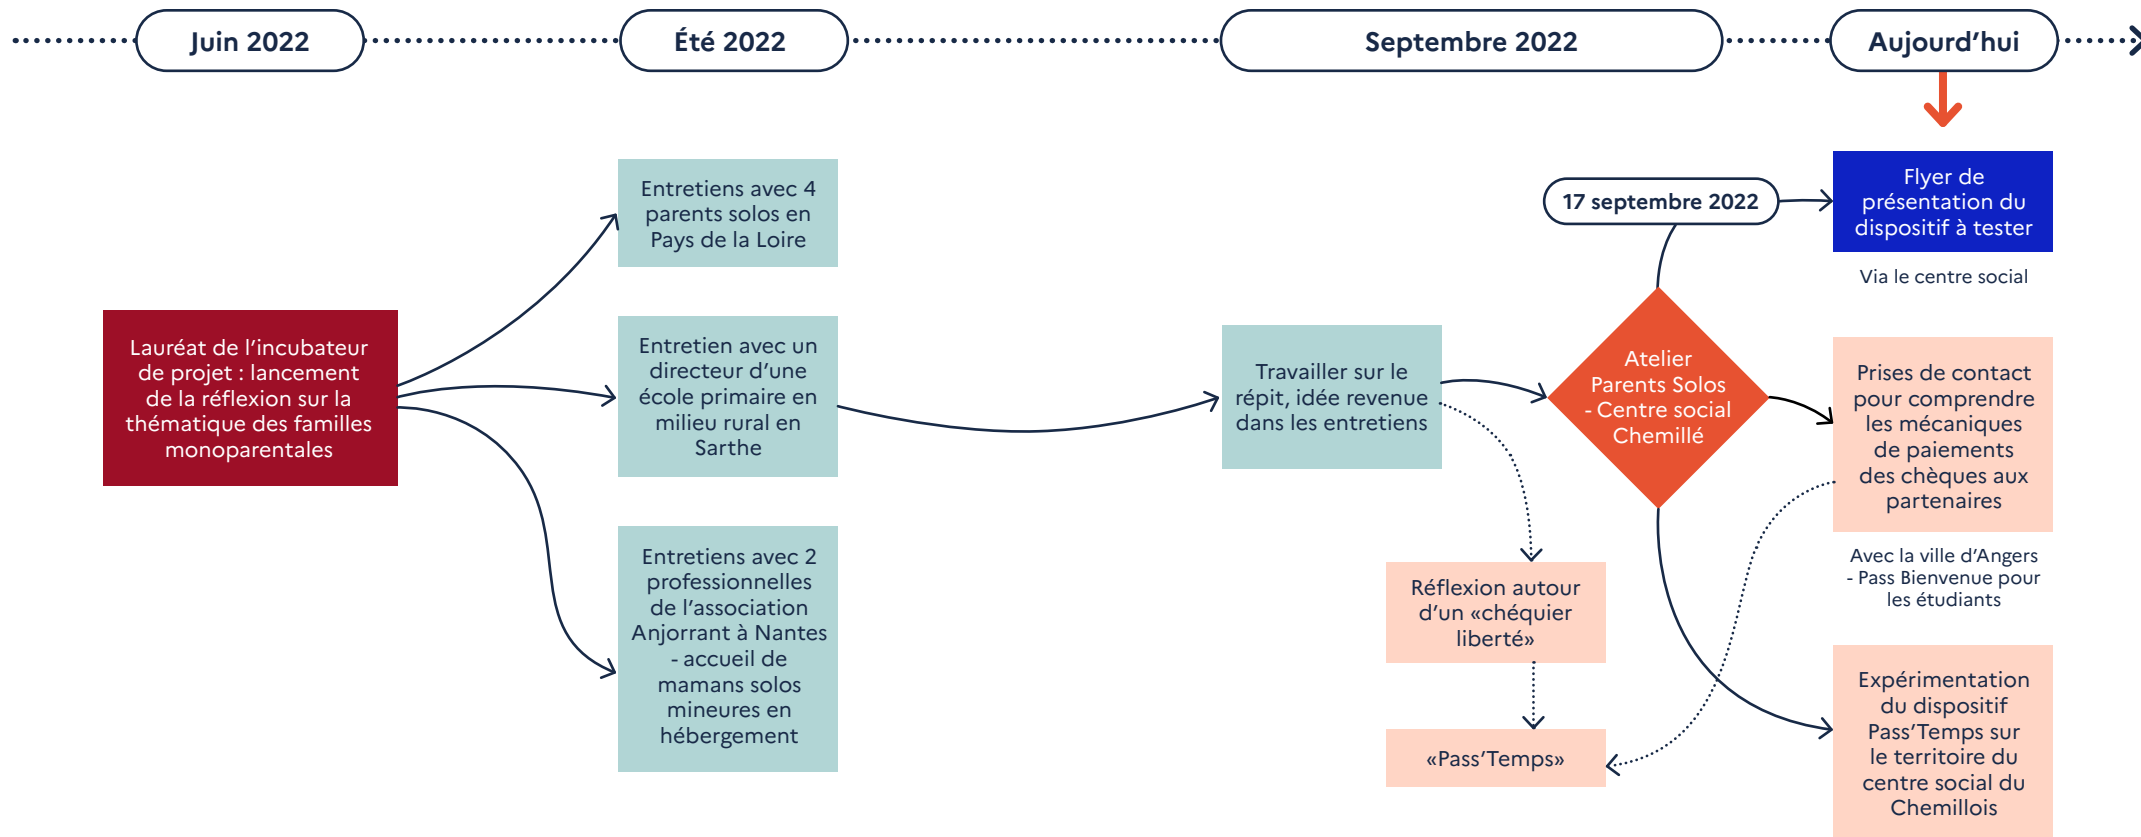 Juin 2022
Été 2022
Septembre 2022
Aujourd'hui
Lauréat de l'incubateur
de projet : lancement
de la réflexion sur la
thématique des familles
monoparentales
Entretiens avec 4
parents solos en
Pays de la Loire
Entretien avec un
directeur d'une
école primaire en
milieu rural en
Sarthe
Entretiens avec 2
professionnelles
de l'association
Anjorrant à Nantes
- accueil de
mamans solos
mineures en
hébergement
Travailler sur le
répit, idée revenue
dans les entretiens
Réflexion autour
d'un «chéquier
liberté»
«Pass'Temps»
17 septembre 2022
Atelier
Parents Solos
- Centre social
Chemillé
Flyer de
présentation du
dispositif à tester
Via le centre social
Prises de contact
pour comprendre
les mécaniques
de paiements
des chèques aux
partenaires
Avec la ville d'Angers
- Pass Bienvenue pour
les étudiants
Expérimentation
du dispositif
Pass'Temps sur
le territoire du
centre social du
Chemillois